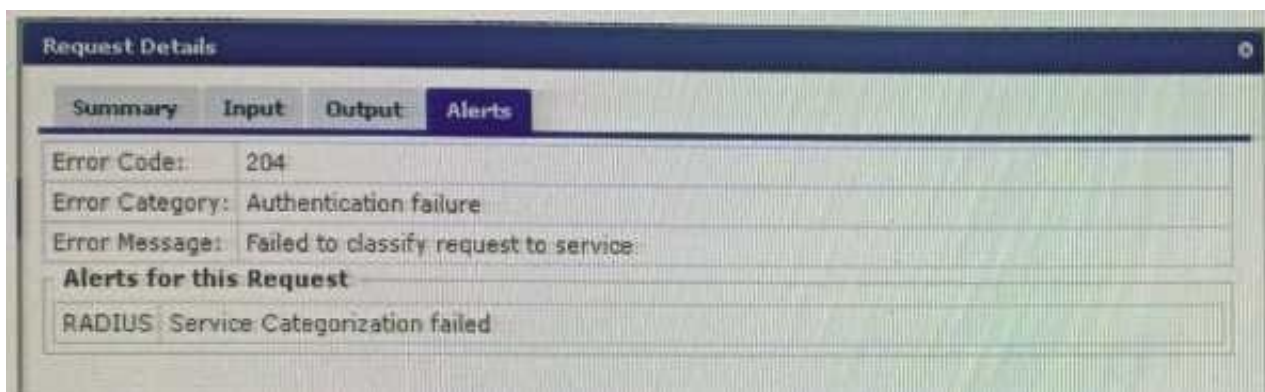 Request Details
Summary Input Output Alerts
Error Code: 204
Error Category: Authentication failure
Error Message: Failed to classify request to service
Alerts for this Request
RADIUS Service Categorization failed